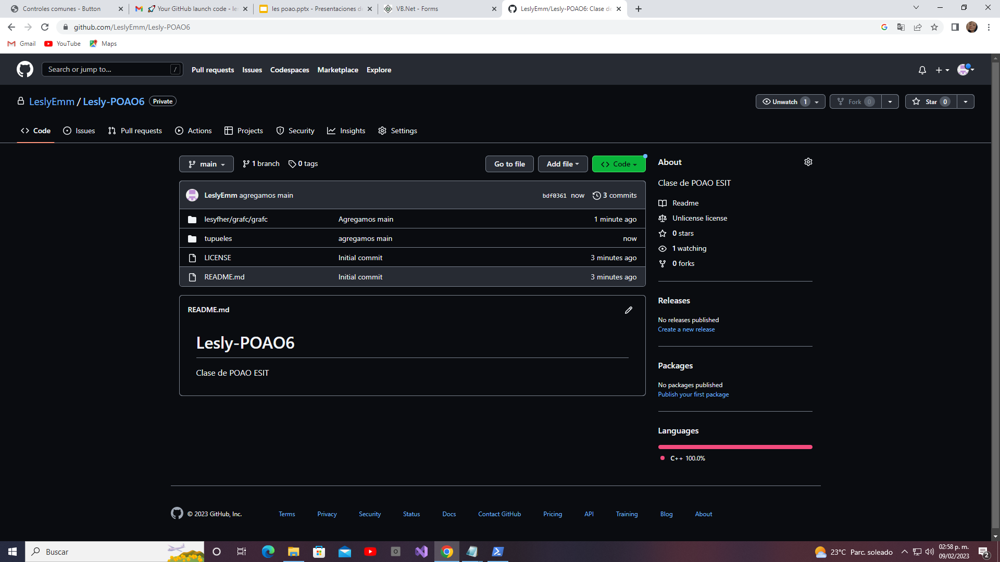 Controles comunes - Button
Your GitHub launch code - le
les poao.pptx - Presentaciones d
VB.Net - Forms
LeslyEmm/Lesly-POAO6: Clase de
github.com/LeslyEmm/Lesly-POAO6
Gmail
YouTube
Maps
Search or jump to... /
Pull requests
Issues
Codespaces
Marketplace
Explore
LeslyEmm / Lesly-POAO6 Private
Unwatch 1
Fork 0
Star 0
Code
Issues
Pull requests
Actions
Projects
Security
Insights
Settings
main
1 branch
0 tags
Go to file
Add file
Code
LeslyEmm agregamos main bdf0361 now 3 commits
lesyfher/grafc/grafc Agregamos main 1 minute ago
tupueles agregamos main now
LICENSE Initial commit 3 minutes ago
README.md Initial commit 3 minutes ago
README.md
Lesly-POAO6
Clase de POAO ESIT
About
Clase de POAO ESIT
Readme
Unlicense license
0 stars
1 watching
0 forks
Releases
No releases published
Create a new release
Packages
No packages published
Publish your first package
Languages
C++ 100.0%
© 2023 GitHub, Inc.
Terms
Privacy
Security
Status
Docs
Contact GitHub
Pricing
API
Training
Blog
About
Buscar
23°C Parc. soleado
02:58 p. m.
09/02/2023
2